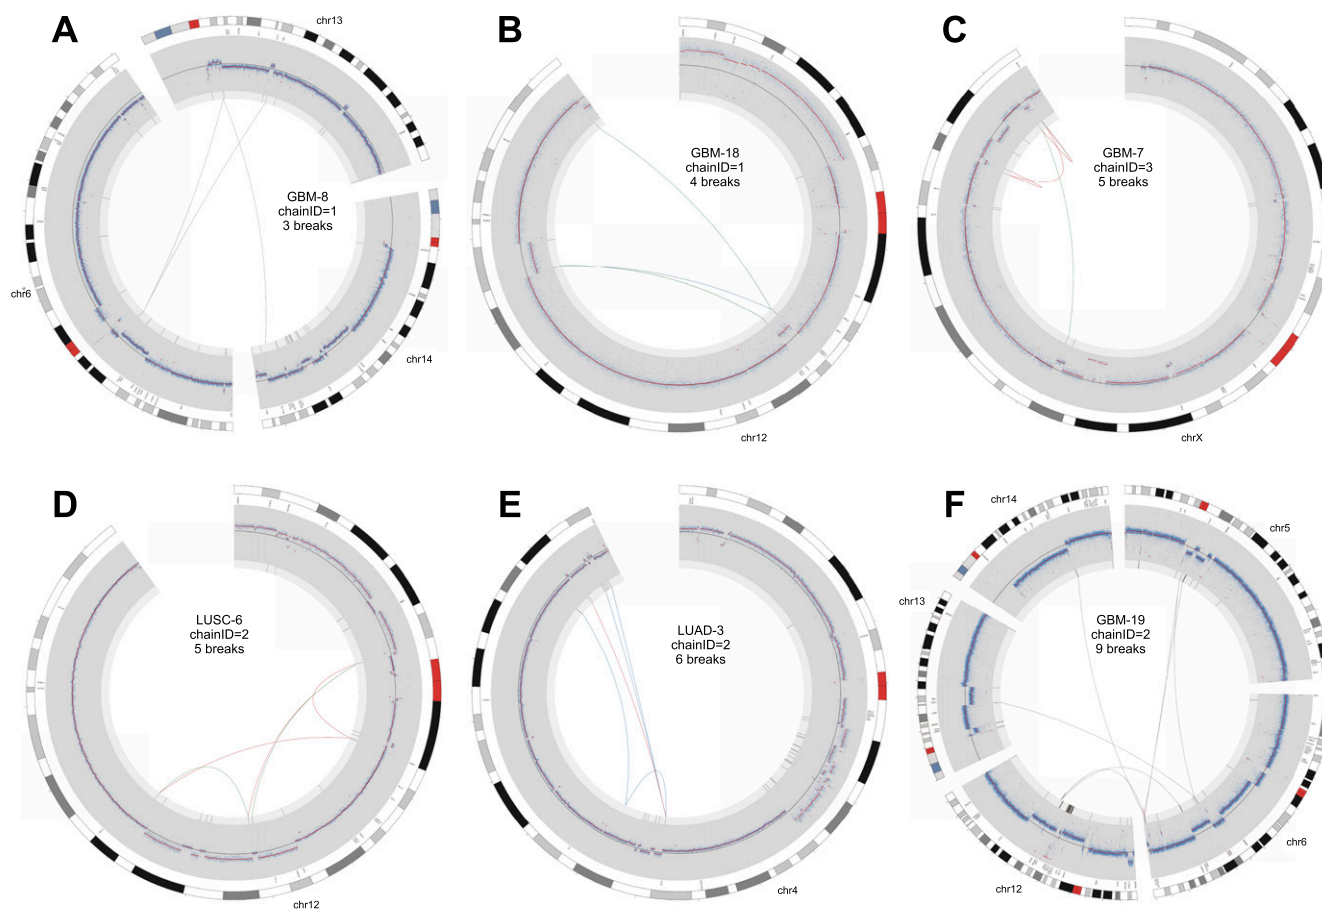 A
chr13
GBM-8
chainID=1
3 breaks
chr6
chr14
B
GBM-18
chainID=1
4 breaks
chr12
C
GBM-7
chainID=3
5 breaks
chrX
D
LUSC-6
chainID=2
5 breaks
chr12
E
LUAD-3
chainID=2
6 breaks
chr4
F
chr14
chr5
chr13
GBM-19
chainID=2
9 breaks
chr6
chr12